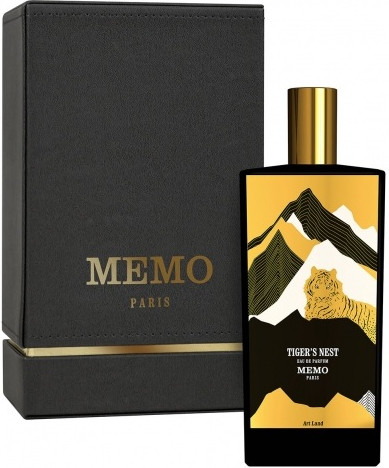 MEMO
PARIS
TIGER'S NEST
EAU DE PARFUM
MEMO
PARIS
Art Land